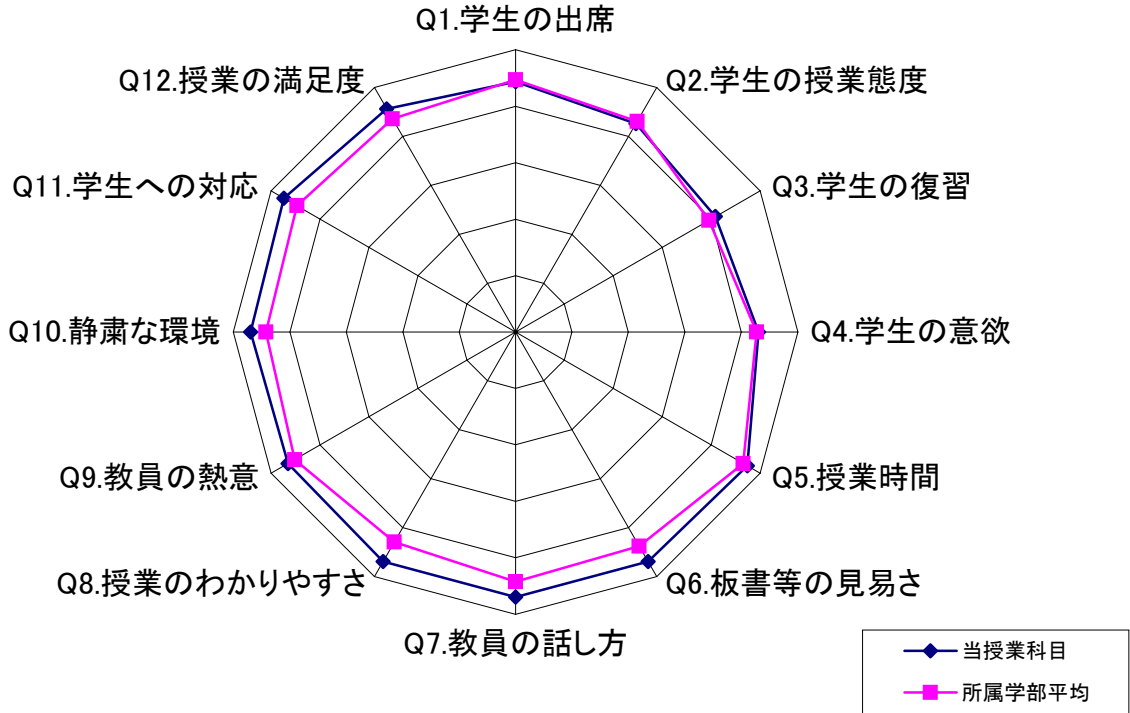 Q1.学生の出席
Q2.学生の授業態度
Q3.学生の復習
Q4.学生の意欲
Q5.授業時間
Q6.板書等の見易さ
Q7.教員の話し方
Q8.授業のわかりやすさ
Q9.教員の熱意
Q10.静粛な環境
Q11.学生への対応
Q12.授業の満足度
当授業科目
所属学部平均